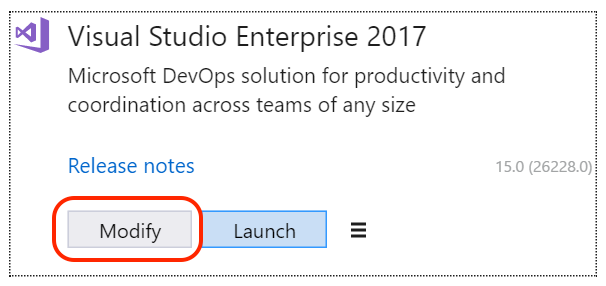 Visual Studio Enterprise 2017
Microsoft DevOps solution for productivity and
coordination across teams of any size
Release notes 15.0 (26228.0)
Modify Launch